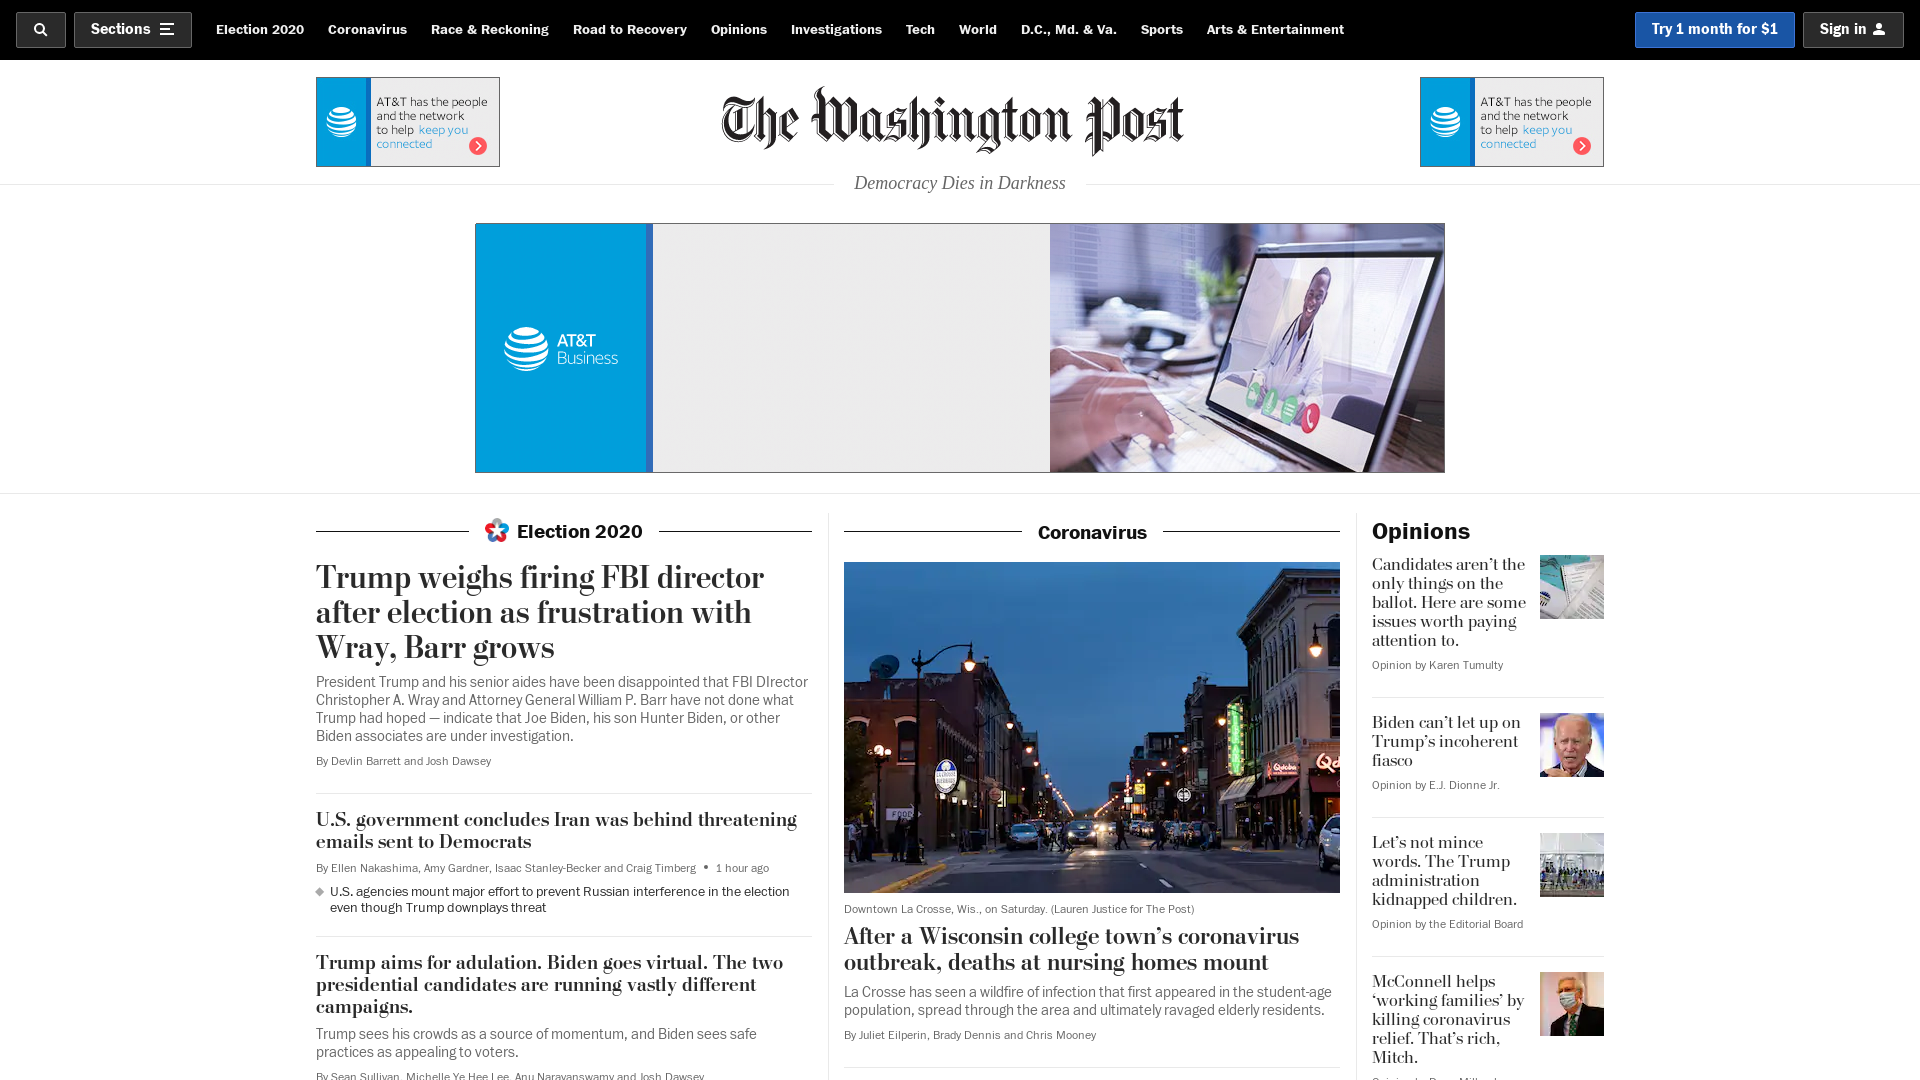 Sections
Election 2020
Coronavirus
Race & Reckoning
Road to Recovery
Opinions
Investigations
Tech
World
D.C., Md. & Va.
Sports
Arts & Entertainment
Try 1 month for $1
Sign in
AT&T has the people
and the network
to help keep you
connected
The Washington Post
AT&T has the people
and the network
to help keep you
connected
Democracy Dies in Darkness
AT&T
Business
Election 2020
Trump weighs firing FBI director
after election as frustration with
Wray, Barr grows
President Trump and his senior aides have been disappointed that FBI DIrector
Christopher A. Wray and Attorney General William P. Barr have not done what
Trump had hoped — indicate that Joe Biden, his son Hunter Biden, or other
Biden associates are under investigation.
By Devlin Barrett and Josh Dawsey
U.S. government concludes Iran was behind threatening
emails sent to Democrats
By Ellen Nakashima, Amy Gardner, Isaac Stanley-Becker and Craig Timberg • 1 hour ago
U.S. agencies mount major effort to prevent Russian interference in the election
even though Trump downplays threat
Trump aims for adulation. Biden goes virtual. The two
presidential candidates are running vastly different
campaigns.
Trump sees his crowds as a source of momentum, and Biden sees safe
practices as appealing to voters.
By Sean Sullivan, Michelle Ye Hee Lee, Anu Narayanswamy and Josh Dawsey
Coronavirus
FOOD
Qdoba
Downtown La Crosse, Wis., on Saturday. (Lauren Justice for The Post)
After a Wisconsin college town’s coronavirus
outbreak, deaths at nursing homes mount
La Crosse has seen a wildfire of infection that first appeared in the student-age
population, spread through the area and ultimately ravaged elderly residents.
By Juliet Eilperin, Brady Dennis and Chris Mooney
Opinions
Candidates aren’t the
only things on the
ballot. Here are some
issues worth paying
attention to.
Opinion by Karen Tumulty
Biden can’t let up on
Trump’s incoherent
fiasco
Opinion by E.J. Dionne Jr.
Let’s not mince
words. The Trump
administration
kidnapped children.
Opinion by the Editorial Board
McConnell helps
‘working families’ by
killing coronavirus
relief. That’s rich,
Mitch.